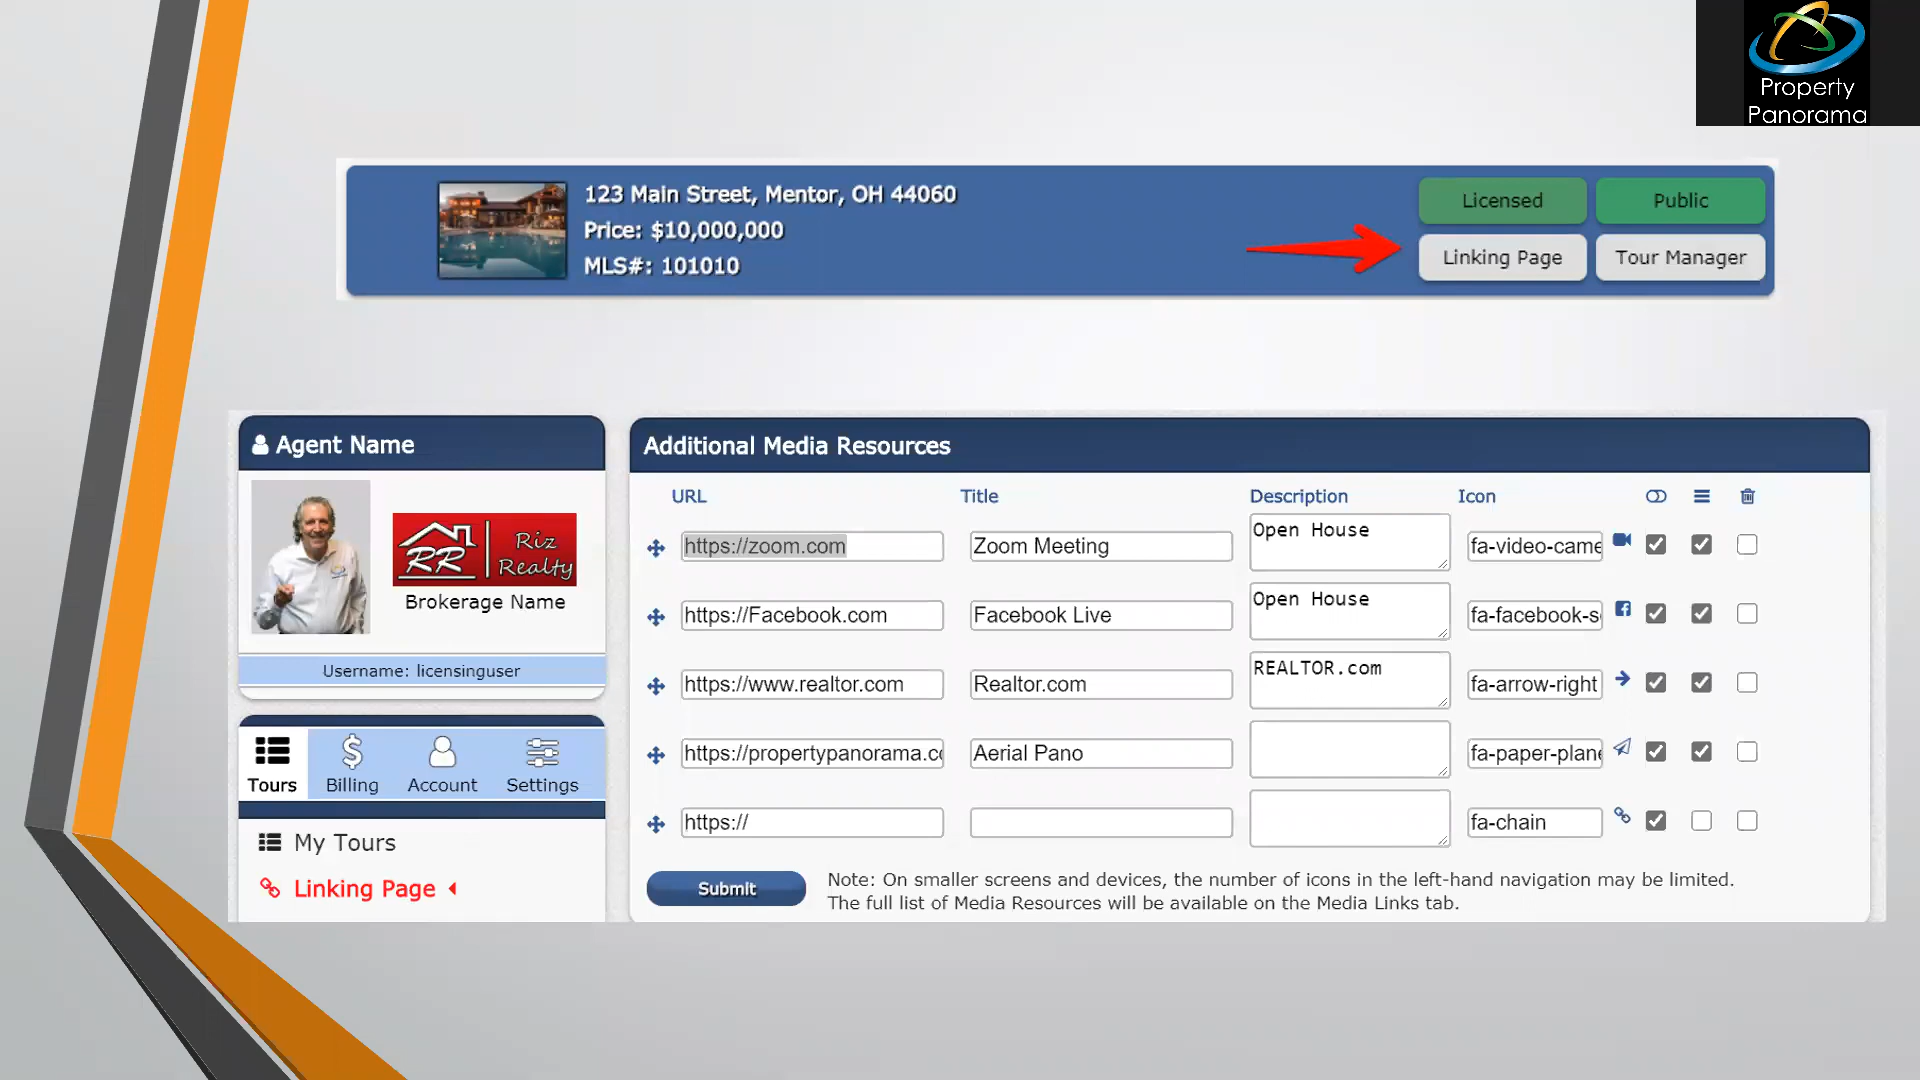 Property
Panorama
123 Main Street, Mentor, OH 44060
Price: $10,000,000
MLS#: 101010
Licensed
Public
Linking Page
Tour Manager
Agent Name
RR
Riz
Realty
Brokerage Name
Username: licensinguser
Tours
Billing
Account
Settings
My Tours
Linking Page
Additional Media Resources
URL
Title
Description
Icon
https://zoom.com
Zoom Meeting
Open House
fa-video-came
https://Facebook.com
Facebook Live
Open House
fa-facebook-s
https://www.realtor.com
Realtor.com
REALTOR.com
fa-arrow-right
https://propertypanorama.c
Aerial Pano
fa-paper-plan
https://
fa-chain
Submit
Note: On smaller screens and devices, the number of icons in the left-hand navigation may be limited.
The full list of Media Resources will be available on the Media Links tab.